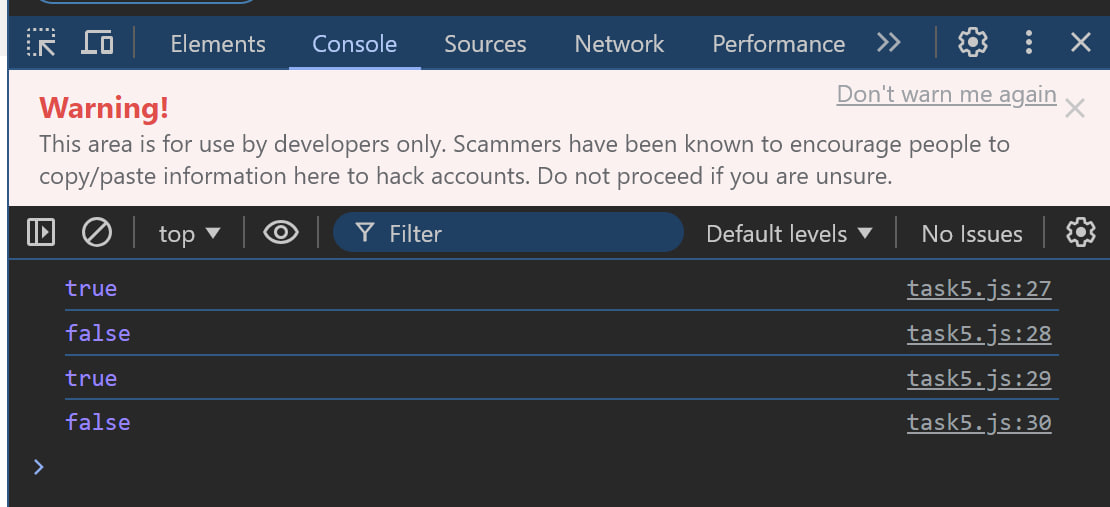 Elements Console Sources Network Performance
Don't warn me again
Warning!
This area is for use by developers only. Scammers have been known to encourage people to
copy/paste information here to hack accounts. Do not proceed if you are unsure.
top Filter Default levels No Issues
true task5.js:27
false task5.js:28
true task5.js:29
false task5.js:30